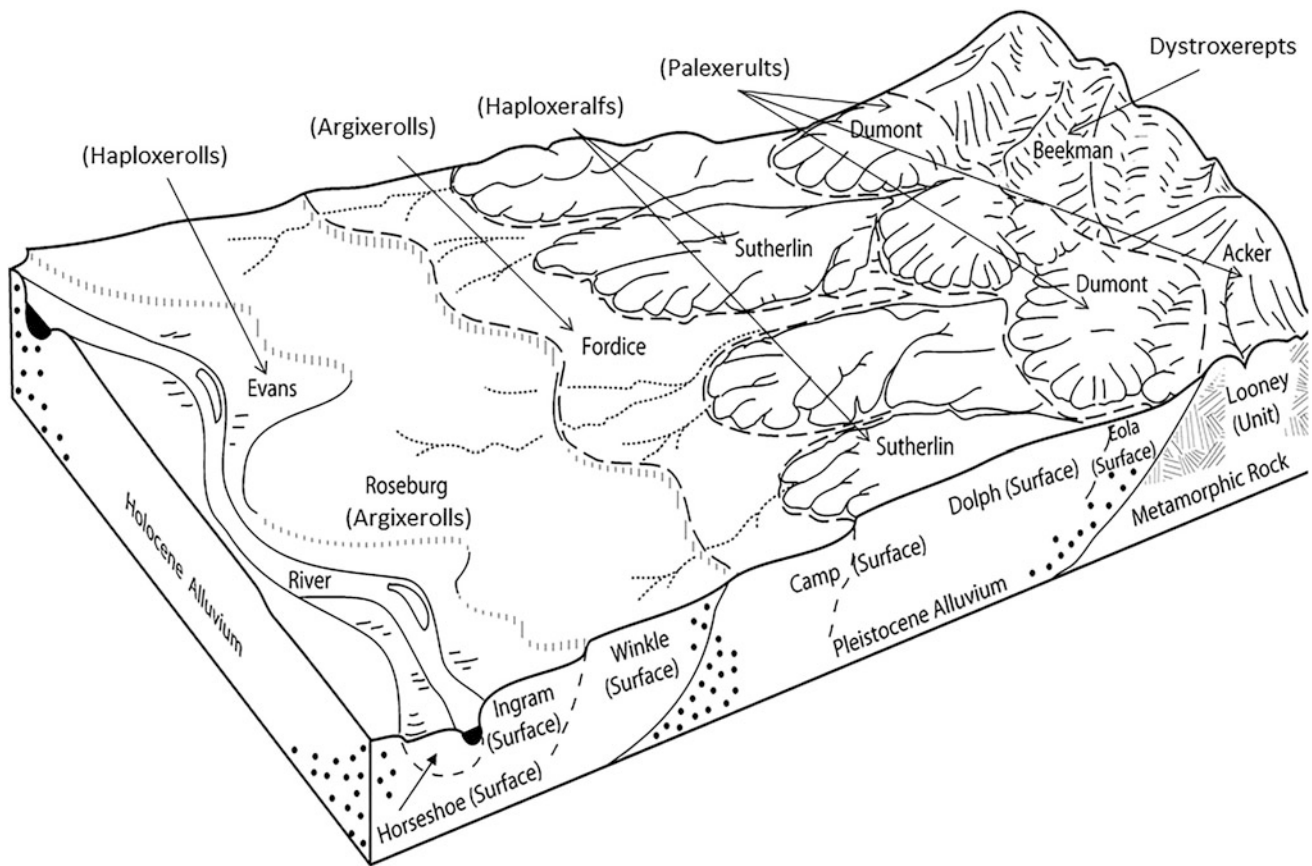 Dystroxerepts
(Palexerults)
(Haploxeralfs)
(Argixerolls)
(Haploxerolls)
Dumont
Beekman
Sutherlin
Acker
Dumont
Fordice
Evans
Sutherlin
Looney
(Unit)
Eola
(Surface)
Dolph (Surface)
Metamorphic Rock
Roseburg
(Argixerolls)
Holocene Alluvium
River
Camp (Surface)
Pleistocene Alluvium
Winkle
(Surface)
Ingram
(Surface)
Horseshoe (Surface)